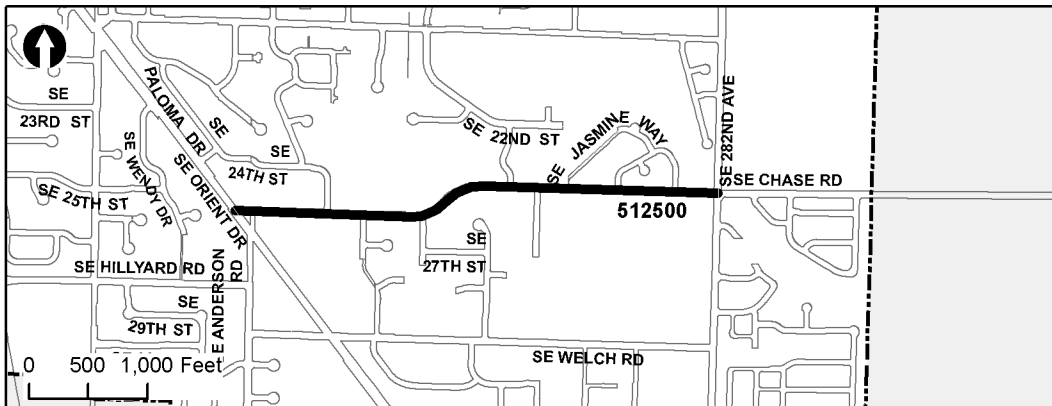 SE
23RD ST
PALOMA DR
SE
SE WENDY DR
SE ORIENT DR
SE
24TH ST
SE 25TH ST
SE 22ND ST
SE JASMINE WAY
SE 282ND AVE
SE CHASE RD
512500
SE
27TH ST
SE HILLYARD RD
SE ANDERSON RD
SE
29TH ST
SE WELCH RD
0 500 1,000 Feet